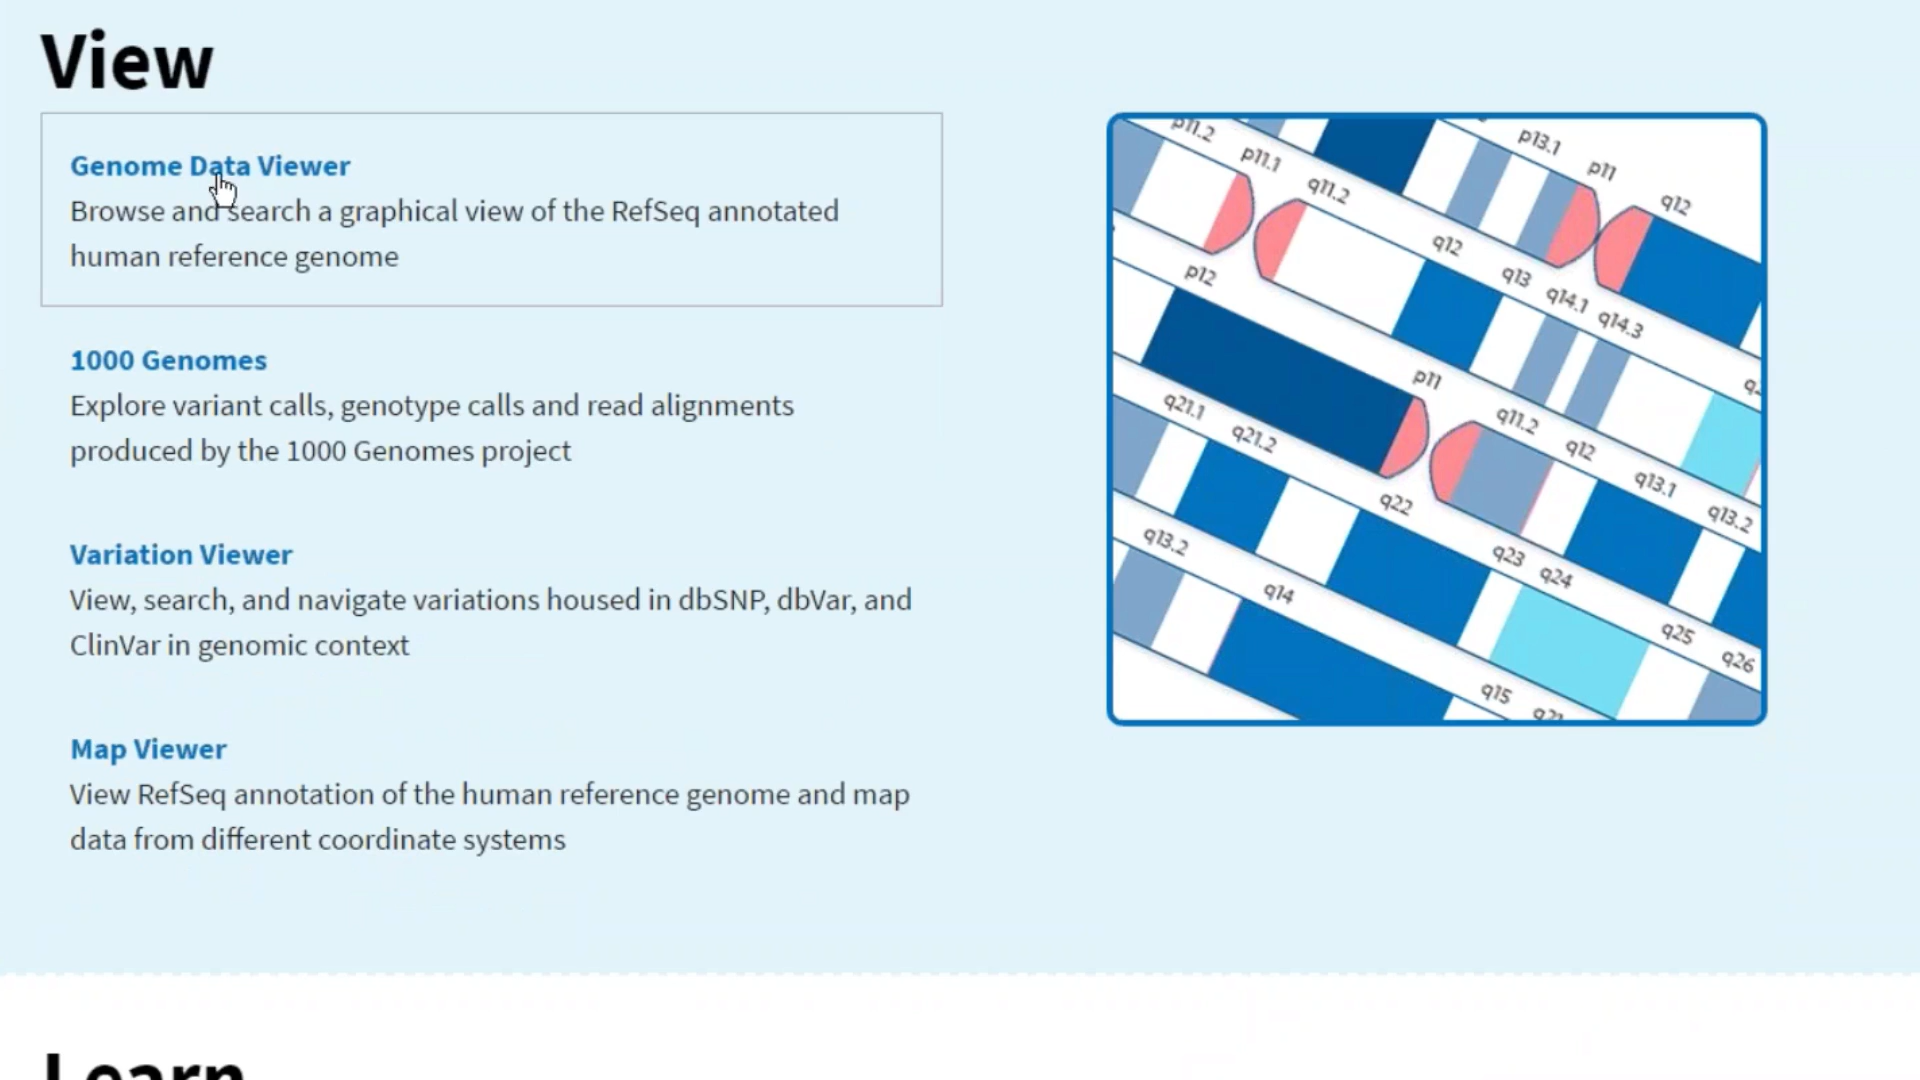 View
Genome Data Viewer
Browse and search a graphical view of the RefSeq annotated
human reference genome
1000 Genomes
Explore variant calls, genotype calls and read alignments
produced by the 1000 Genomes project
Variation Viewer
View, search, and navigate variations housed in dbSNP, dbVar, and
ClinVar in genomic context
Map Viewer
View RefSeq annotation of the human reference genome and map
data from different coordinate systems
p13.1 p11 q12
p11.2 p11.1 q11.2 q12 q13 q14.1 q14.3
p12 p11 q11.2 q12 q13.1 q13.2
q21.1 q21.2 q22 q23 q24 q25 q26
q13.2 q14 q15
Learn